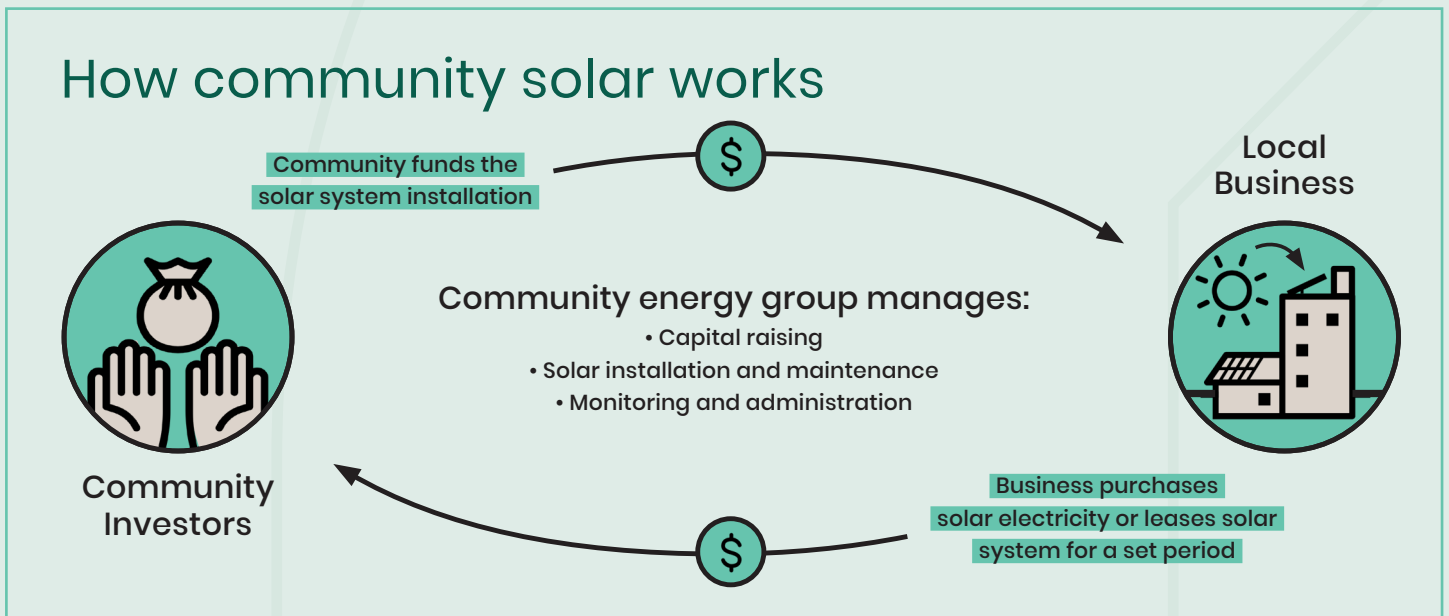 How community solar works
Community funds the
solar system installation
$
Local
Business
Community energy group manages:
• Capital raising
• Solar installation and maintenance
• Monitoring and administration
Community
Investors
Business purchases
solar electricity or leases solar
system for a set period
$